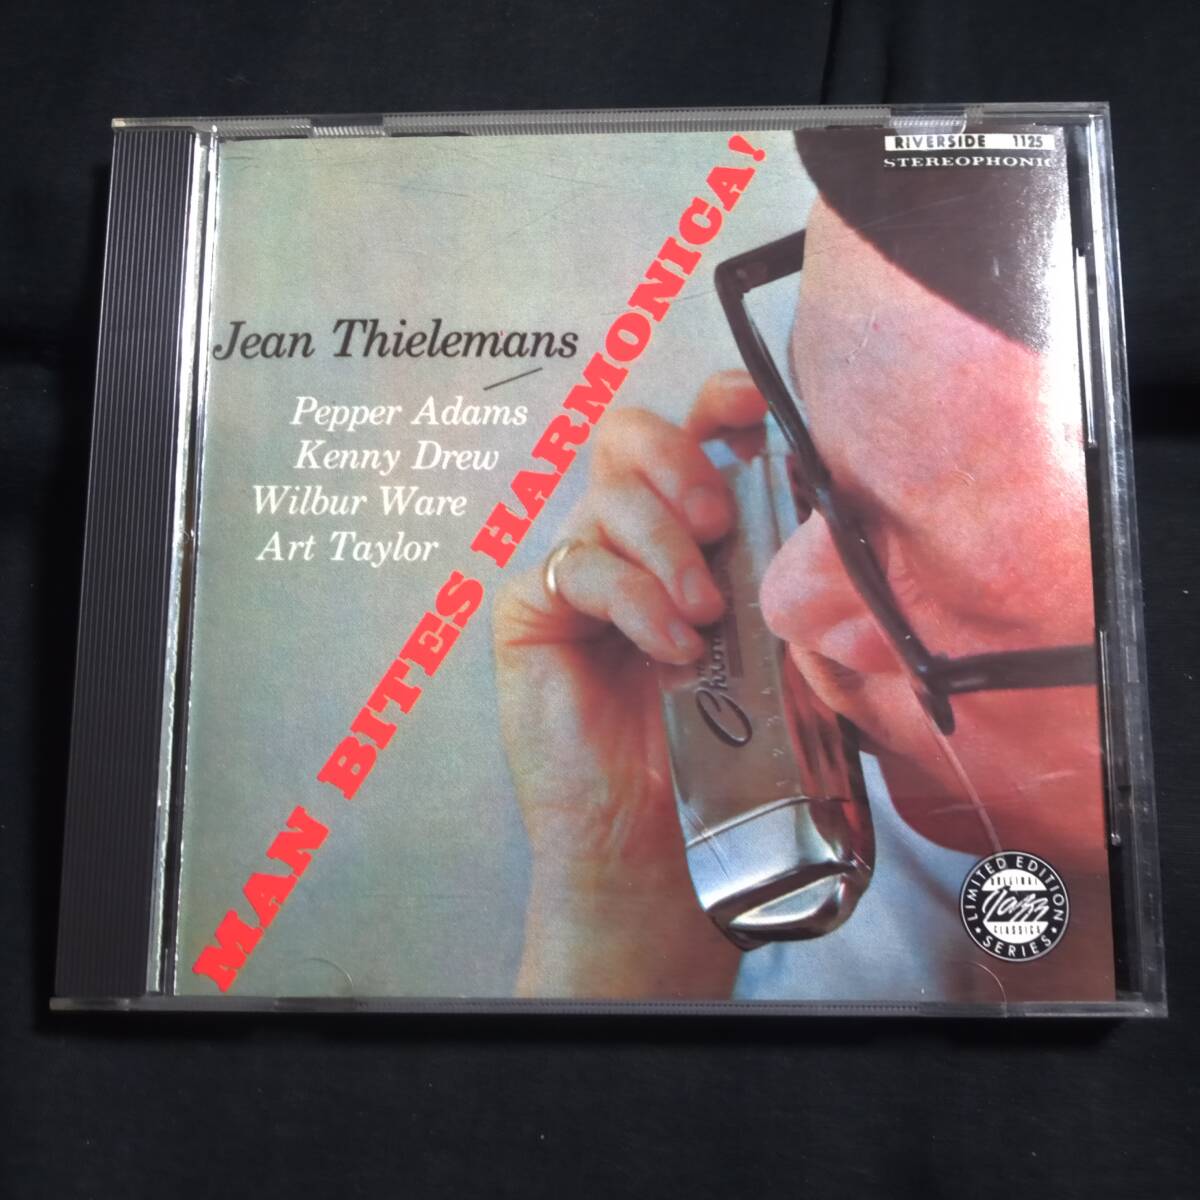 RIVERSIDE 1125
STEREOPHONIC
MAN BITES HARMONICA!
Jean Thielemans
Pepper Adams
Kenny Drew
Wilbur Ware
Art Taylor
LIMITED EDITION
ORIGINAL
Jazz
CLASSICS
• SERIES •